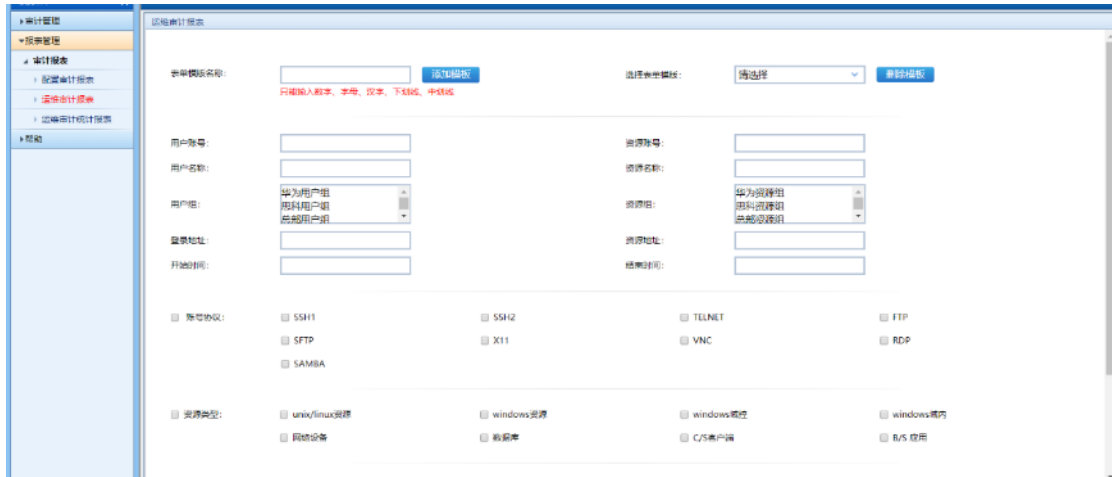 审计管理
报表管理
审计报表
配置审计报表
运维审计报表
运维审计统计报表
帮助
运维审计报表
表单模版名称: 添加模板 选择表单模版: 请选择 删除模板
只能输入数字、字母、汉字、下划线、中划线
用户账号: 资源账号:
用户名称: 资源名称:
用户组: 华为用户组 思科用户组 总部用户组 资源组: 华为资源组 思科资源组 总部资源组
登录地址: 资源地址:
开始时间: 结束时间:
账号协议: SSH1 SSH2 TELNET FTP
SFTP X11 VNC RDP
SAMBA
资源类型: unix/linux资源 windows资源 windows域控 windows域内
网络设备 数据库 C/S客户端 B/S 应用